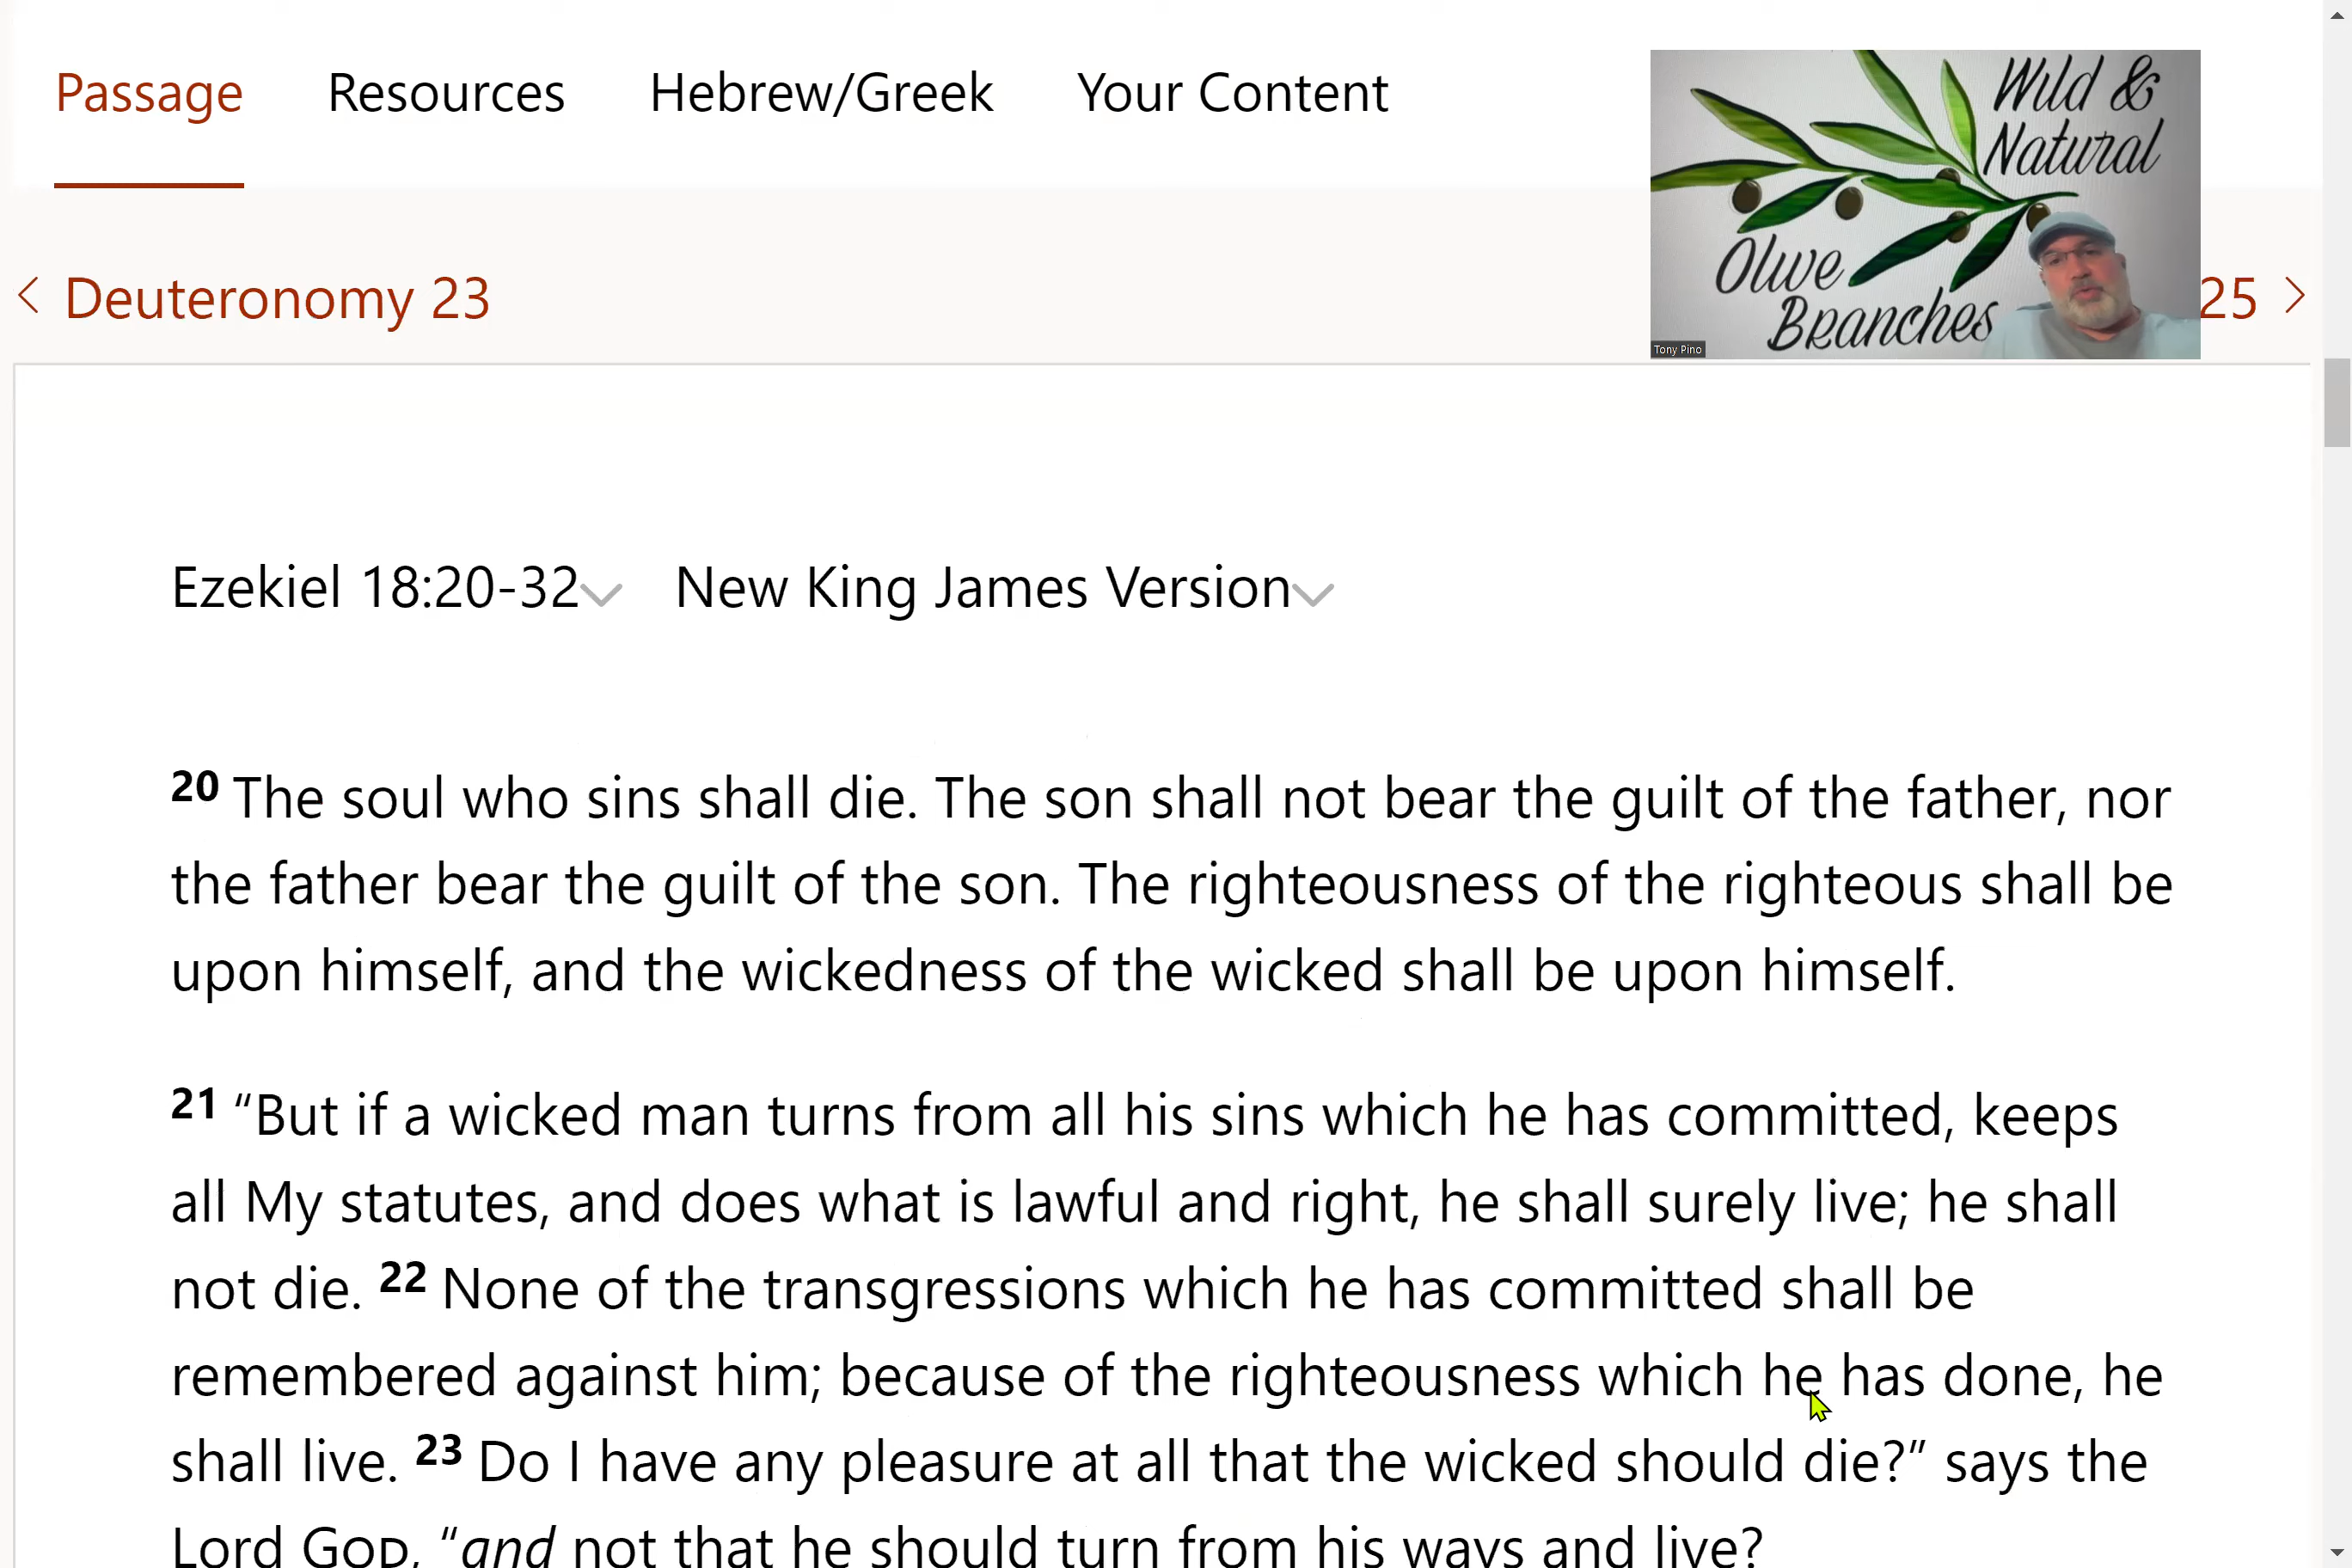 Passage Resources Hebrew/Greek Your Content
Wild &
Natural
Olive
Branches
Tony Pino
Deuteronomy 23
25
Ezekiel 18:20-32 New King James Version
20 The soul who sins shall die. The son shall not bear the guilt of the father, nor
the father bear the guilt of the son. The righteousness of the righteous shall be
upon himself, and the wickedness of the wicked shall be upon himself.
21 “But if a wicked man turns from all his sins which he has committed, keeps
all My statutes, and does what is lawful and right, he shall surely live; he shall
not die. 22 None of the transgressions which he has committed shall be
remembered against him; because of the righteousness which he has done, he
shall live. 23 Do I have any pleasure at all that the wicked should die?” says the
Lord GOD, “and not that he should turn from his ways and live?